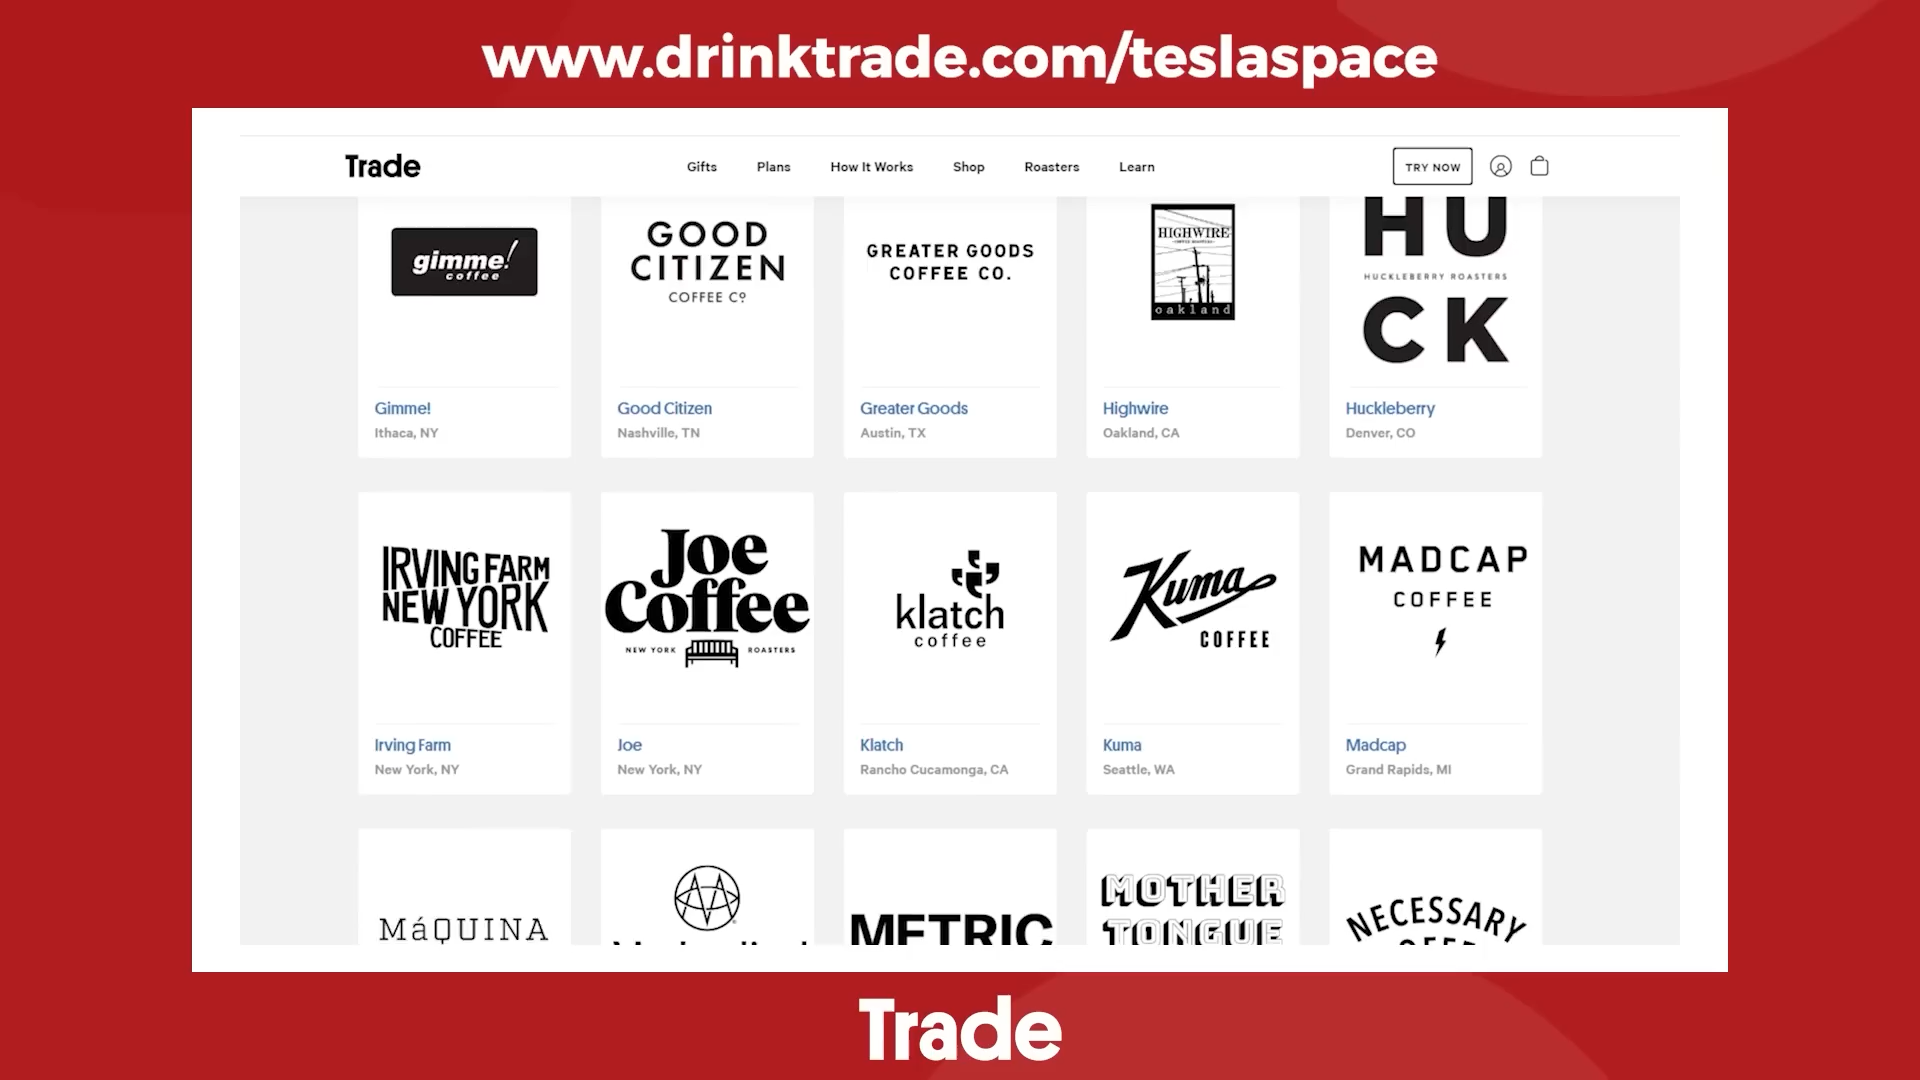 www.drinktrade.com/teslaspace
Trade
Gifts
Plans
How It Works
Shop
Roasters
Learn
TRY NOW
gimme!
coffee
GOOD
CITIZEN
COFFEE Cº
GREATER GOODS
COFFEE CO.
HIGHWIRE
COFFEE ROASTERS
oakland
HU
HUCKLEBERRY ROASTERS
CK
Gimme!
Ithaca, NY
Good Citizen
Nashville, TN
Greater Goods
Austin, TX
Highwire
Oakland, CA
Huckleberry
Denver, CO
IRVING FARM
NEW YORK
COFFEE
Joe
Coffee
NEW YORK ROASTERS
klatch
coffee
Kuma
COFFEE
MADCAP
COFFEE
Irving Farm
New York, NY
Joe
New York, NY
Klatch
Rancho Cucamonga, CA
Kuma
Seattle, WA
Madcap
Grand Rapids, MI
MáQUINA
METRIC
MOTHER
TONGUE
NECESSARY
Trade